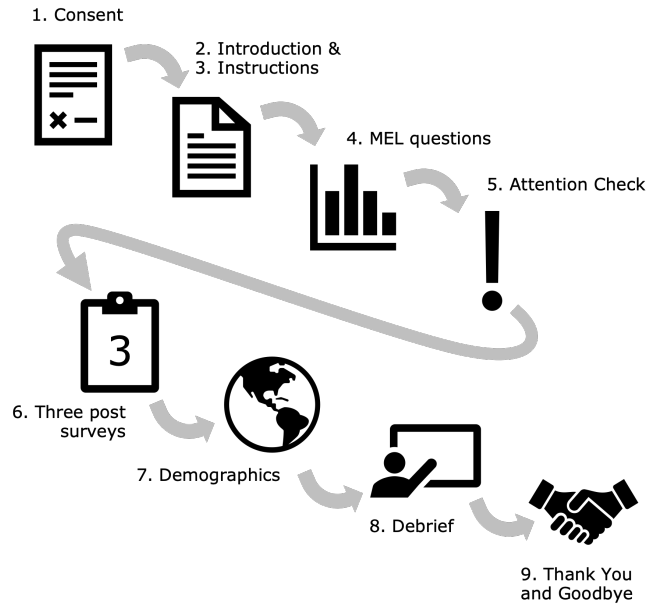 1. Consent
2. Introduction &
3. Instructions
4. MEL questions
5. Attention Check
3
6. Three post
surveys
7. Demographics
8. Debrief
9. Thank You
and Goodbye